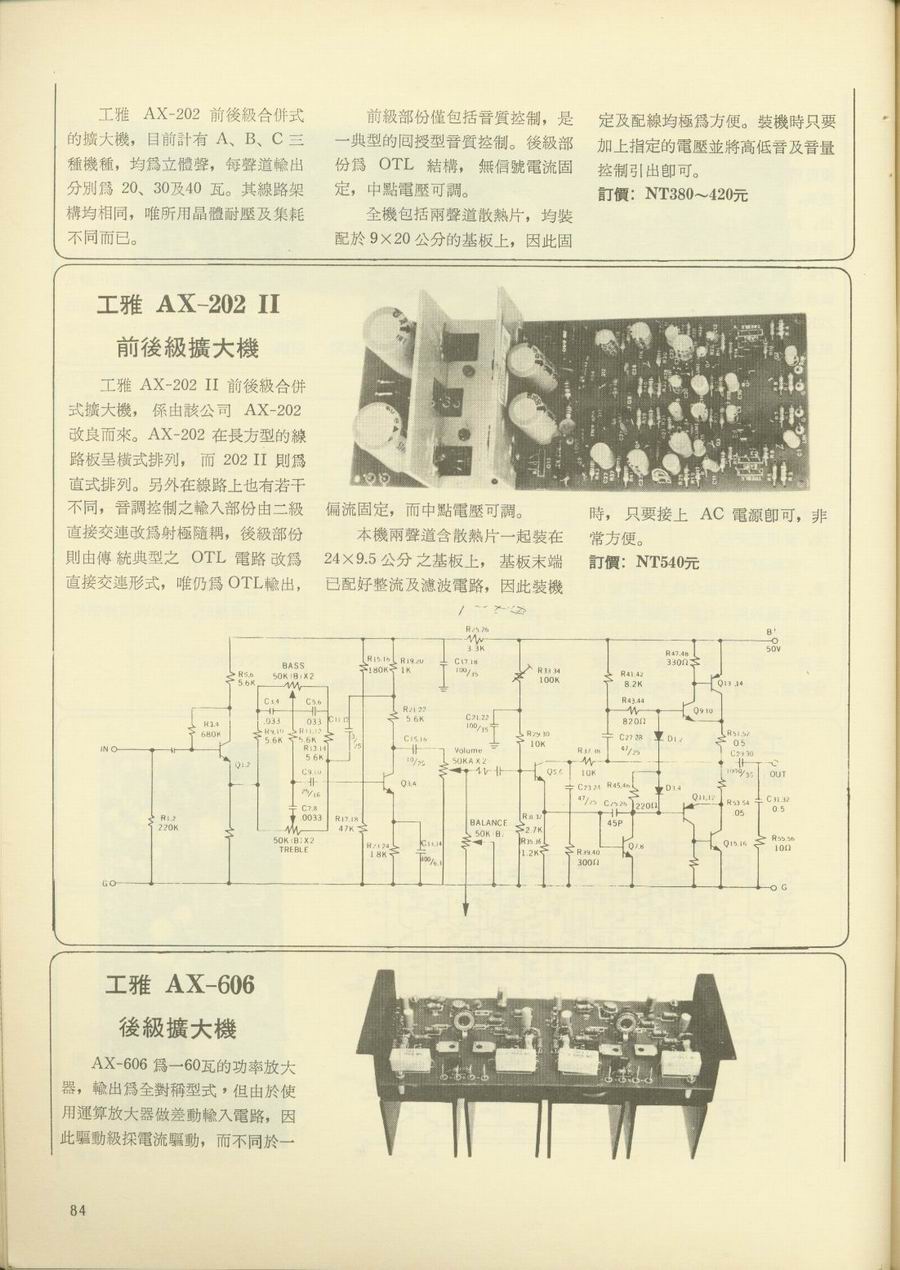 工雅 AX-202 前後級合併式
的擴大機，目前計有 A、B、C 三
種機種，均爲立體聲，每聲道輸出
分別爲 20、30及40 瓦。其線路架
構均相同，唯所用晶體耐壓及集耗
不同而已。
前級部份僅包括音質控制，是
一典型的回授型音質控制。後級部
份爲 OTL 結構，無信號電流固
定，中點電壓可調。
全機包括兩聲道散熱片，均裝
配於 9×20 公分的基板上，因此固
定及配線均極爲方便。裝機時只要
加上指定的電壓並將高低音及音量
控制引出卽可。
訂價：NT380～420元
工雅 AX-202 II
前後級擴大機
工雅 AX-202 II 前後級合併
式擴大機，係由該公司 AX-202
改良而來。AX-202 在長方型的線
路板呈橫式排列，而 202 II 則爲
直式排列。另外在線路上也有若干
不同，音調控制之輸入部份由二級
直接交連改爲射極隨耦，後級部份
則由傳統典型之 OTL 電路改爲
直接交連形式，唯仍爲OTL輸出，
偏流固定，而中點電壓可調。
本機兩聲道含散熱片一起裝在
24×9.5公分之基板上，基板末端
已配好整流及濾波電路，因此裝機
時，只要接上 AC 電源卽可，非
常方便。
訂價：NT540元
R25,26
3.3K
B+
50V
BASS
50K(B)X2
R5,6
5.6K
R3,4
680K
IN
Q1,2
R1,2
220K
C3,4
.033
C5,6
.033
R9,10
5.6K
R11,12
5.6K
R13,14
5.6K
C9,10
C7,8
.0033
50K(B)X2
TREBLE
C11,12
R15,16
180K
R19,20
1K
C17,18
100/35
R21,22
5.6K
C15,16
10/25
Q3,4
R17,18
47K
R23,24
1.8K
C13,14
Volume
50KA X2
BALANCE
50K(B)
C21,22
100/35
R33,34
100K
R29,30
10K
Q5,6
R31,32
2.7K
R35,36
1.2K
R37,38
10K
C23,24
47/25
R39,40
300Ω
R41,42
8.2K
R43,44
820Ω
C27,28
47/25
D1,2
R45,46
220Ω
D3,4
C25,26
45P
Q7,8
R47,48
330Ω
Q13,14
Q9,10
R51,52
0.5
C29,30
1000/35
OUT
Q11,12
R53,54
.05
C31,32
0.5
Q15,16
R55,56
10Ω
G
G
工雅 AX-606
後級擴大機
AX-606 爲一60瓦的功率放大
器，輸出爲全對稱型式，但由於使
用運算放大器做差動輸入電路，因
此驅動級採電流驅動，而不同於一
84